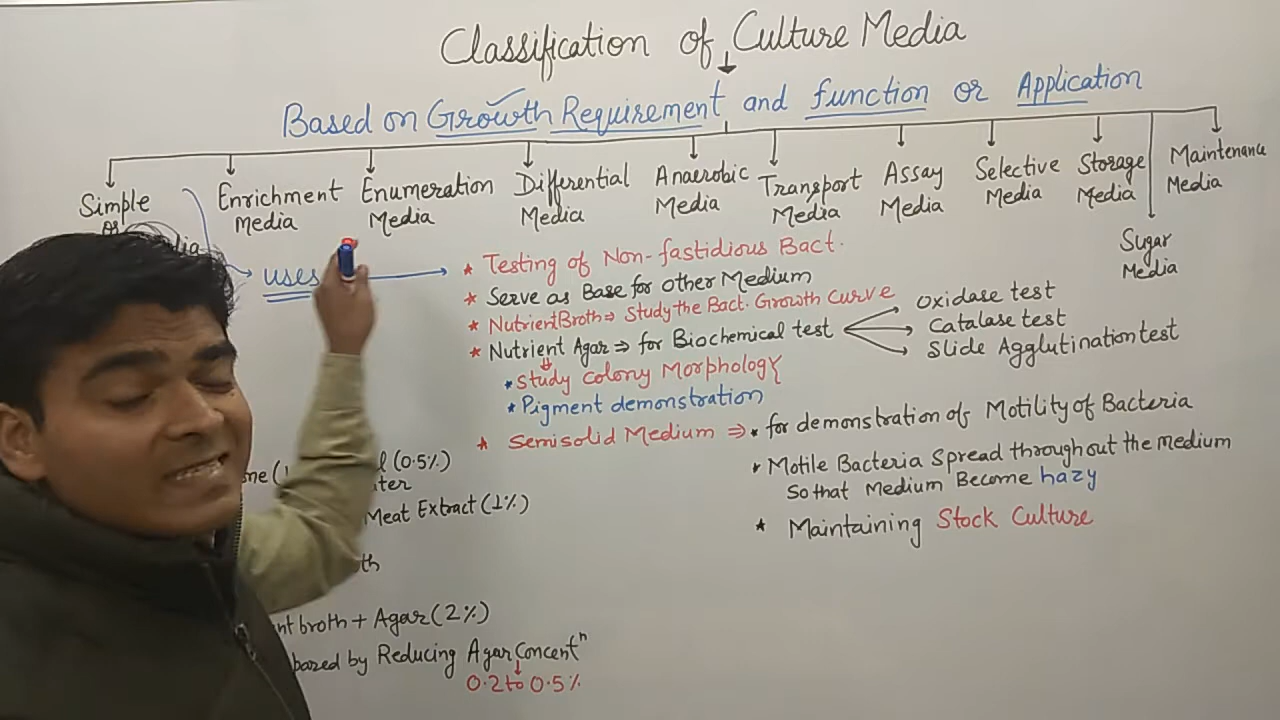 Classification of Culture Media
Based on Growth Requirement and function or Application
Simple
or
Enrichment
Media
Enumeration
Media
Differential
Media
Anaerobic
Media
Transport
Media
Assay
Media
Selective
Media
Storage
Media
Sugar
Media
Maintenance
Media
uses
* Testing of Non-fastidious Bact.
* Serve as Base for other Medium
* Nutrient Broth ⇒ Study the Bact. Growth Curve
* Nutrient Agar ⇒ for Biochemical test
Oxidase test
Catalase test
Slide Agglutination test
* Study Colony Morphology
* Pigment demonstration
* Semisolid Medium ⇒ * for demonstration of Motility of Bacteria
* Motile Bacteria Spread throughout the medium
So that Medium Become hazy
* Maintaining Stock Culture
(0.5%)
Meat Extract (1%)
broth + Agar (2%)
by Reducing Agar Concentⁿ
0.2 to 0.5%